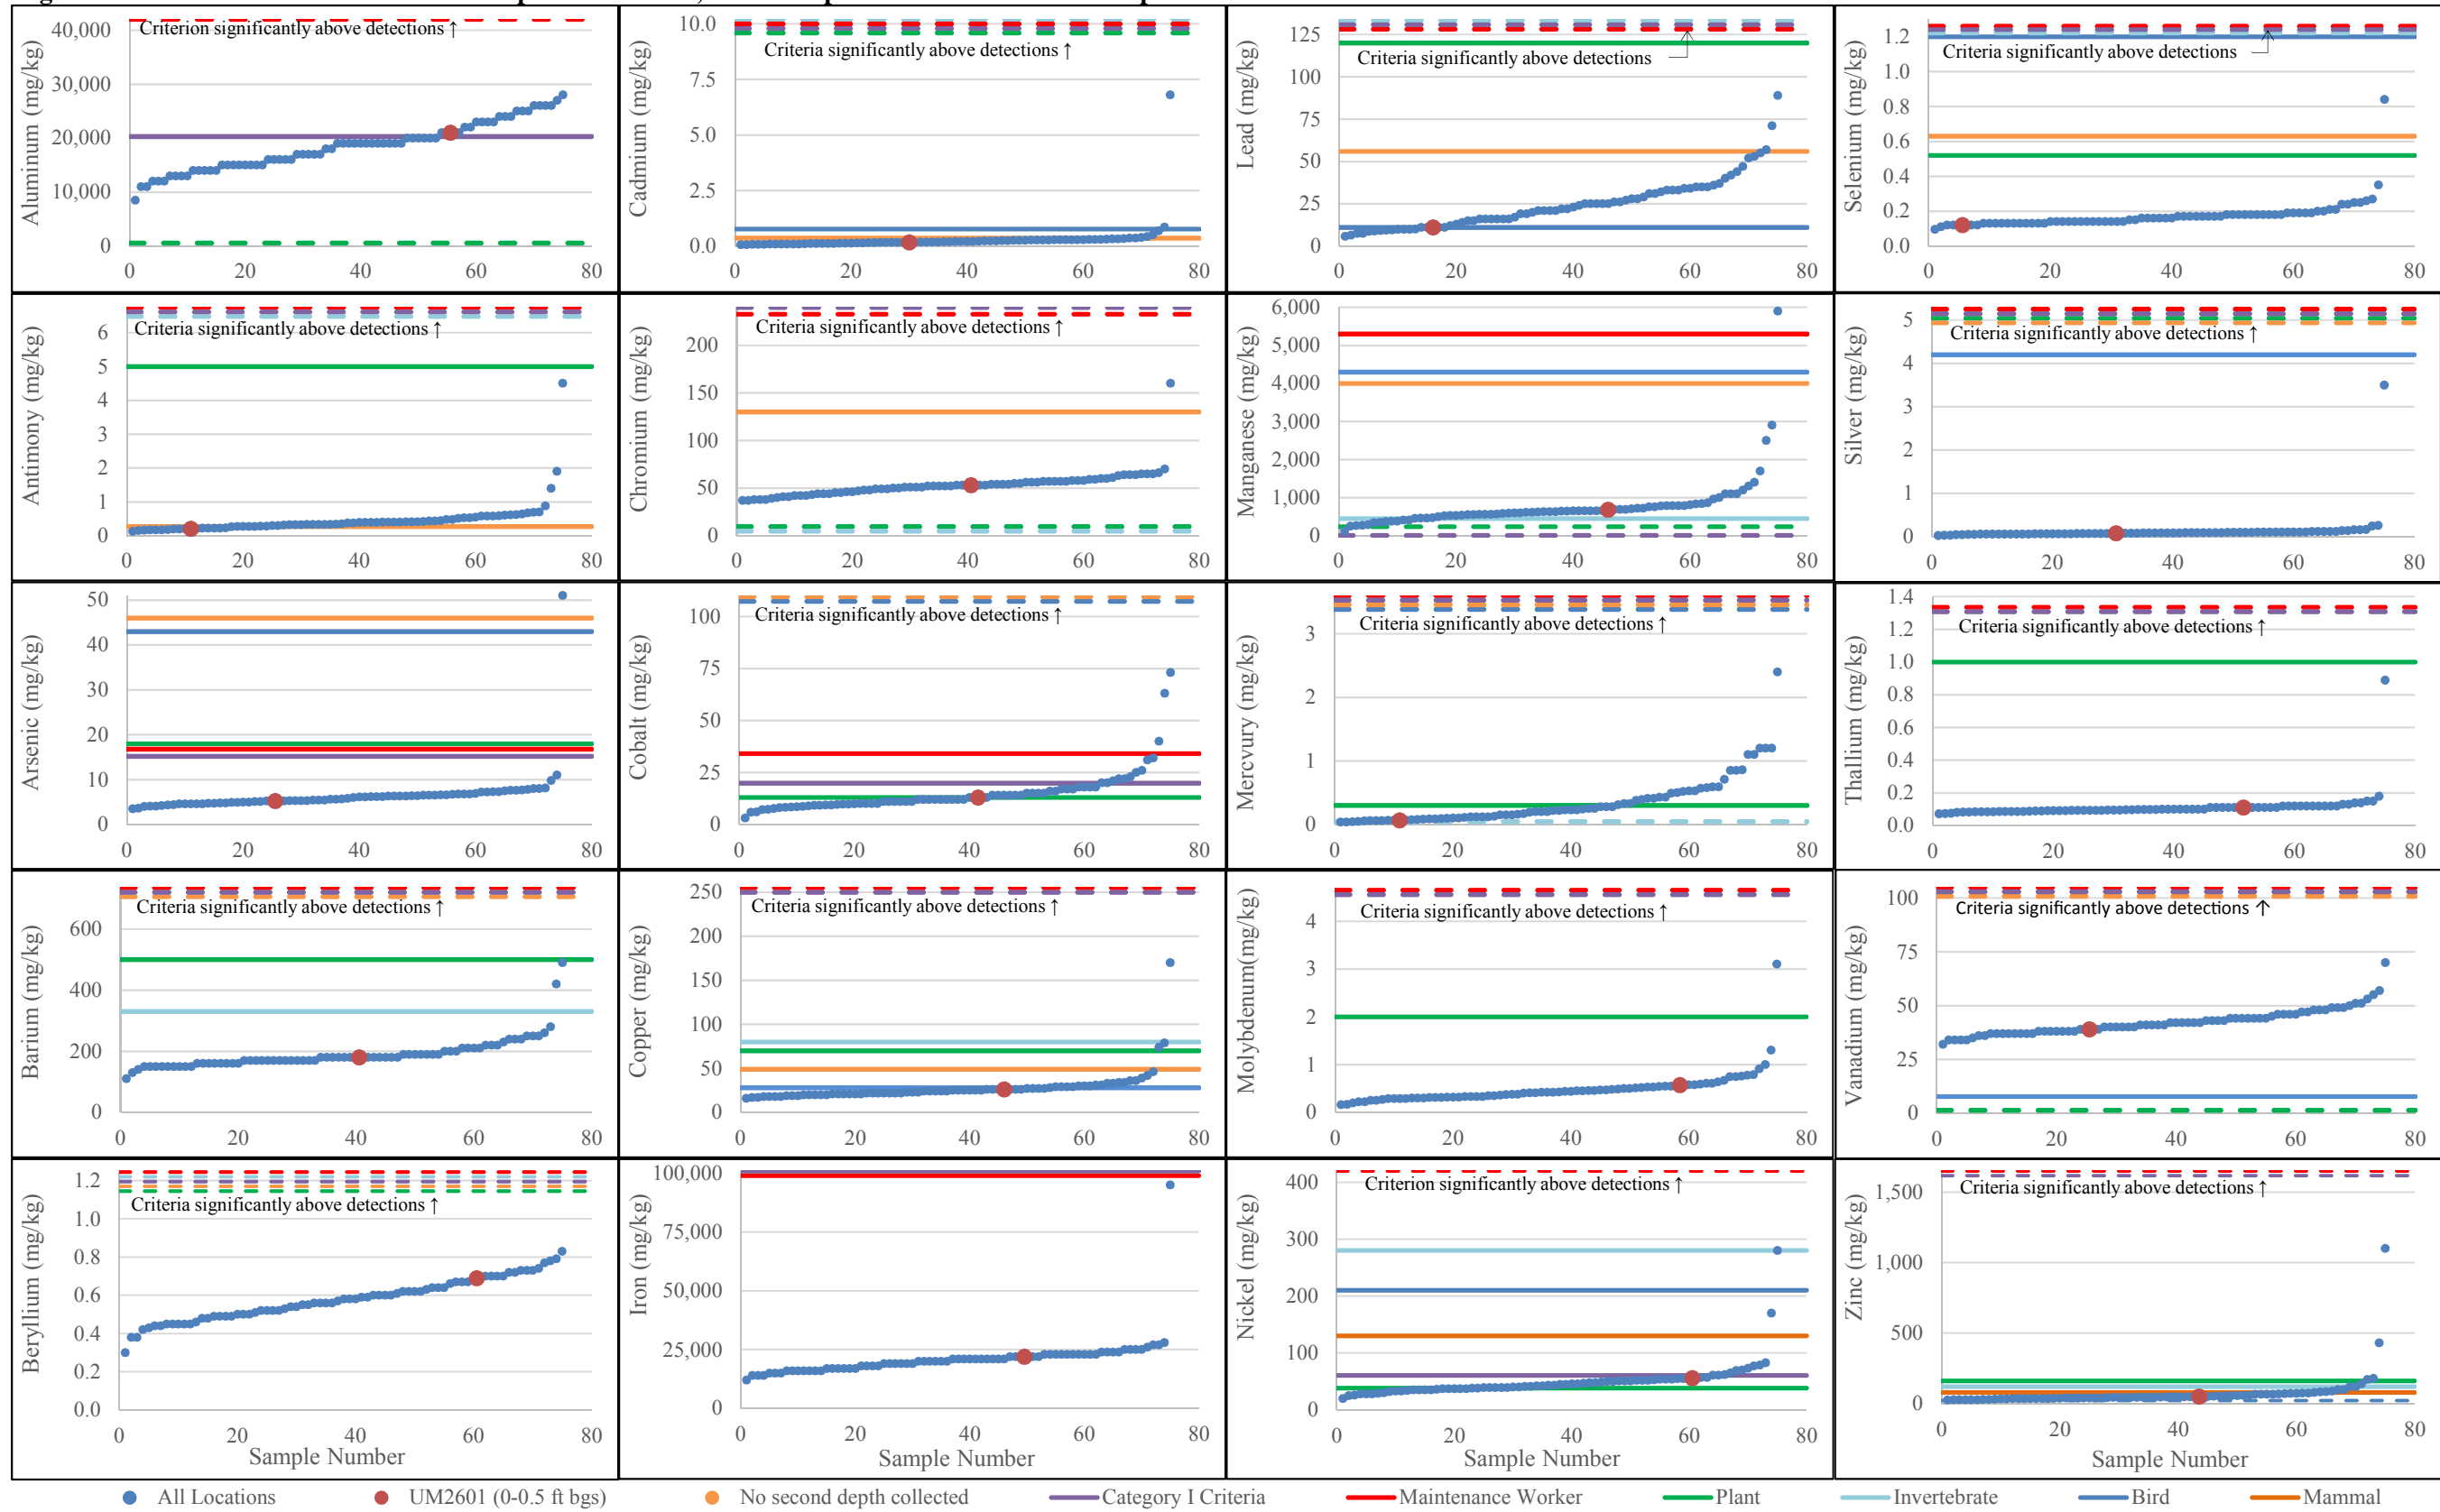 Aluminum (mg/kg)
40,000
30,000
20,000
10,000
0
Criterion significantly above detections ↑
0 20 40 60 80
Cadmium (mg/kg)
10.0
7.5
5.0
2.5
0.0
Criteria significantly above detections ↑
0 20 40 60 80
Lead (mg/kg)
125
100
75
50
25
0
Criteria significantly above detections
0 20 40 60 80
Selenium (mg/kg)
1.2
1.0
0.8
0.6
0.4
0.2
0.0
Criteria significantly above detections
0 20 40 60 80
Antimony (mg/kg)
6
5
4
3
2
1
0
Criteria significantly above detections ↑
0 20 40 60 80
Chromium (mg/kg)
200
150
100
50
0
Criteria significantly above detections ↑
0 20 40 60 80
Manganese (mg/kg)
6,000
5,000
4,000
3,000
2,000
1,000
0
0 20 40 60 80
Silver (mg/kg)
5
4
3
2
1
0
Criteria significantly above detections ↑
0 20 40 60 80
Arsenic (mg/kg)
50
40
30
20
10
0
0 20 40 60 80
Cobalt (mg/kg)
100
75
50
25
0
Criteria significantly above detections ↑
0 20 40 60 80
Mercvury (mg/kg)
3
2
1
0
Criteria significantly above detections ↑
0 20 40 60 80
Thallium (mg/kg)
1.4
1.2
1.0
0.8
0.6
0.4
0.2
0.0
Criteria significantly above detections ↑
0 20 40 60 80
Barium (mg/kg)
600
400
200
0
Criteria significantly above detections ↑
0 20 40 60 80
Copper (mg/kg)
250
200
150
100
50
0
Criteria significantly above detections ↑
0 20 40 60 80
Molybdenum(mg/kg)
4
3
2
1
0
Criteria significantly above detections ↑
0 20 40 60 80
Vanadium (mg/kg)
100
75
50
25
0
Criteria significantly above detections ↑
0 20 40 60 80
Beryllium (mg/kg)
1.2
1.0
0.8
0.6
0.4
0.2
0.0
Criteria significantly above detections ↑
0 20 40 60 80
Sample Number
Iron (mg/kg)
100,000
75,000
50,000
25,000
0
0 20 40 60 80
Sample Number
Nickel (mg/kg)
400
300
200
100
0
Criterion significantly above detections ↑
0 20 40 60 80
Sample Number
Zinc (mg/kg)
1,500
1,000
500
0
Criteria significantly above detections ↑
0 20 40 60 80
Sample Number
All Locations UM2601 (0-0.5 ft bgs) No second depth collected Category I Criteria Maintenance Worker Plant Invertebrate Bird Mammal